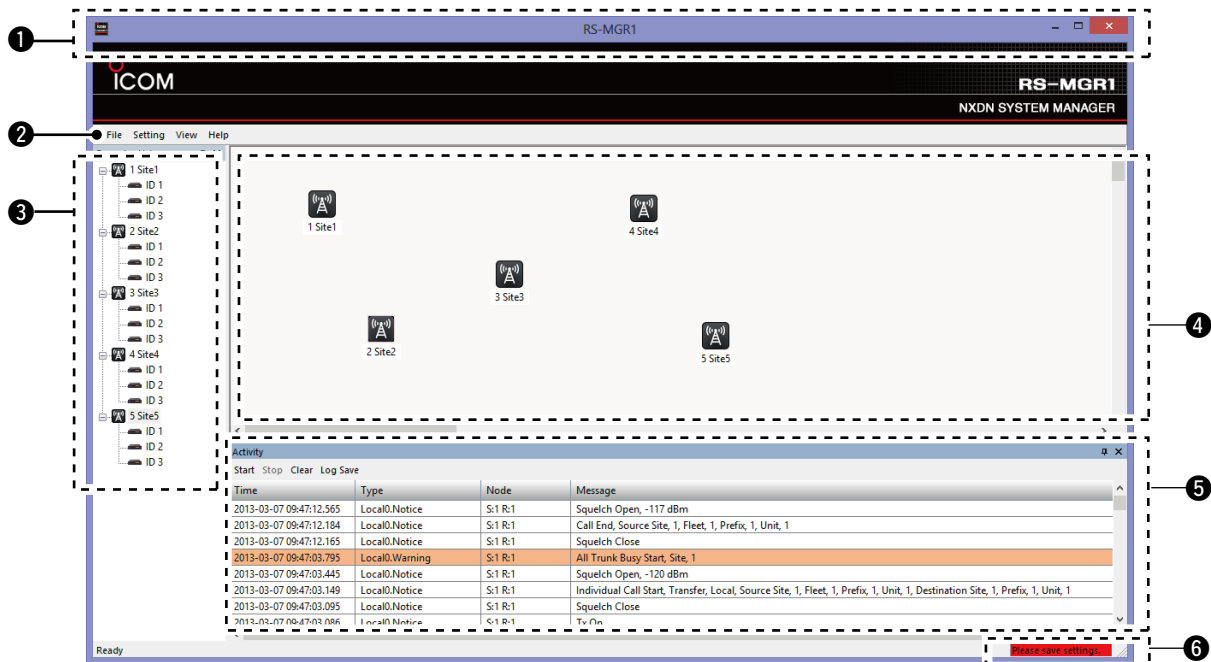 RS-MGR1
1
ICOM
RS-MGR1
NXDN SYSTEM MANAGER
2
File Setting View Help
3
1 Site1
ID 1
ID 2
ID 3
2 Site2
ID 1
ID 2
ID 3
3 Site3
ID 1
ID 2
ID 3
4 Site4
ID 1
ID 2
ID 3
5 Site5
ID 1
ID 2
ID 3
1 Site1
4 Site4
3 Site3
2 Site2
5 Site5
4
Activity
Start Stop Clear Log Save
Time Type Node Message
5
2013-03-07 09:47:12.565 Local0.Notice S:1 R:1 Squelch Open, -117 dBm
2013-03-07 09:47:12.184 Local0.Notice S:1 R:1 Call End, Source Site, 1, Fleet, 1, Prefix, 1, Unit, 1
2013-03-07 09:47:12.165 Local0.Notice S:1 R:1 Squelch Close
2013-03-07 09:47:03.795 Local0.Warning S:1 R:1 All Trunk Busy Start, Site, 1
2013-03-07 09:47:03.445 Local0.Notice S:1 R:1 Squelch Open, -120 dBm
2013-03-07 09:47:03.149 Local0.Notice S:1 R:1 Individual Call Start, Transfer, Local, Source Site, 1, Fleet, 1, Prefix, 1, Unit, 1, Destination Site, 1, Prefix, 1, Unit, 1
2013-03-07 09:47:03.095 Local0.Notice S:1 R:1 Squelch Close
2013-03-07 09:47:03.086 Local0.Notice S:1 R:1 Tx On
Ready
Please save settings.
6